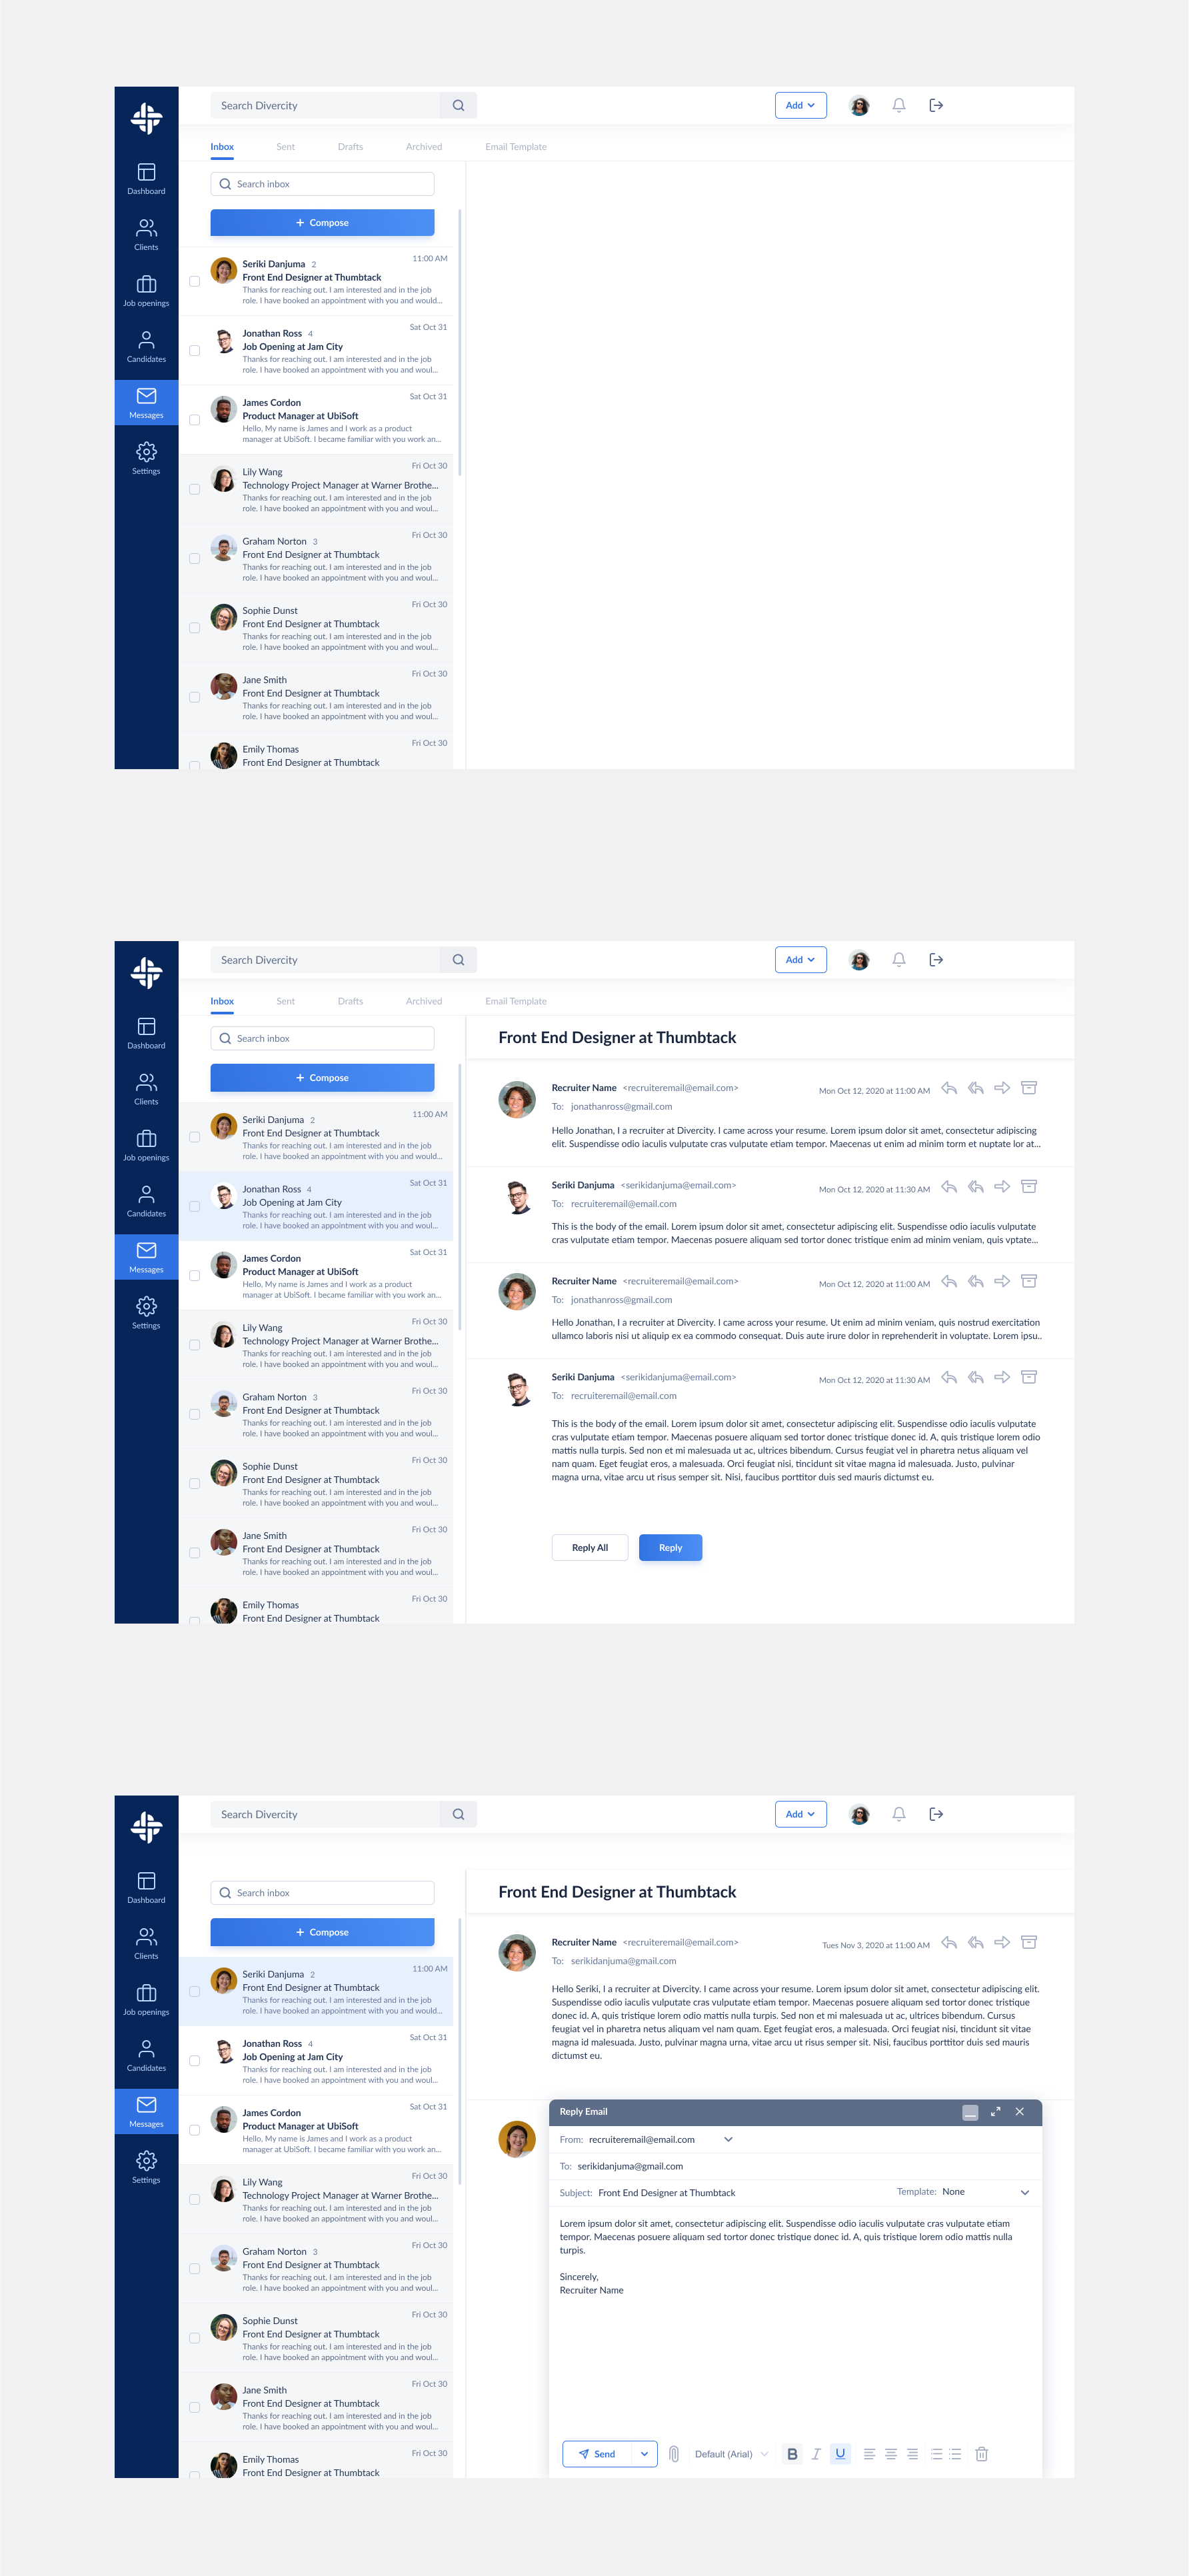 Search Divercity
Add
Dashboard
Clients
Job openings
Candidates
Messages
Settings
Inbox
Sent
Drafts
Archived
Email Template
Search inbox
+ Compose
Seriki Danjuma 2
11:00 AM
Front End Designer at Thumbtack
Thanks for reaching out. I am interested and in the job
role. I have booked an appointment with you and would...
Jonathan Ross 4
Sat Oct 31
Job Opening at Jam City
Thanks for reaching out. I am interested and in the job
role. I have booked an appointment with you and woul...
James Cordon
Sat Oct 31
Product Manager at UbiSoft
Hello, My name is James and I work as a product
manager at UbiSoft. I became familiar with you work an...
Lily Wang
Fri Oct 30
Technology Project Manager at Warner Brothe...
Thanks for reaching out. I am interested and in the job
role. I have booked an appointment with you and woul...
Graham Norton 3
Fri Oct 30
Front End Designer at Thumbtack
Thanks for reaching out. I am interested and in the job
role. I have booked an appointment with you and woul...
Sophie Dunst
Fri Oct 30
Front End Designer at Thumbtack
Thanks for reaching out. I am interested and in the job
role. I have booked an appointment with you and woul...
Jane Smith
Fri Oct 30
Front End Designer at Thumbtack
Thanks for reaching out. I am interested and in the job
role. I have booked an appointment with you and woul...
Emily Thomas
Fri Oct 30
Front End Designer at Thumbtack
Search Divercity
Add
Dashboard
Clients
Job openings
Candidates
Messages
Settings
Inbox
Sent
Drafts
Archived
Email Template
Search inbox
+ Compose
Seriki Danjuma 2
11:00 AM
Front End Designer at Thumbtack
Thanks for reaching out. I am interested and in the job
role. I have booked an appointment with you and would...
Jonathan Ross 4
Sat Oct 31
Job Opening at Jam City
Thanks for reaching out. I am interested and in the job
role. I have booked an appointment with you and woul...
James Cordon
Sat Oct 31
Product Manager at UbiSoft
Hello, My name is James and I work as a product
manager at UbiSoft. I became familiar with you work an...
Lily Wang
Fri Oct 30
Technology Project Manager at Warner Brothe...
Thanks for reaching out. I am interested and in the job
role. I have booked an appointment with you and woul...
Graham Norton 3
Fri Oct 30
Front End Designer at Thumbtack
Thanks for reaching out. I am interested and in the job
role. I have booked an appointment with you and woul...
Sophie Dunst
Fri Oct 30
Front End Designer at Thumbtack
Thanks for reaching out. I am interested and in the job
role. I have booked an appointment with you and woul...
Jane Smith
Fri Oct 30
Front End Designer at Thumbtack
Thanks for reaching out. I am interested and in the job
role. I have booked an appointment with you and woul...
Emily Thomas
Fri Oct 30
Front End Designer at Thumbtack
Front End Designer at Thumbtack
Recruiter Name <recruiteremail@email.com>
Mon Oct 12, 2020 at 11:00 AM
To: jonathanross@gmail.com
Hello Jonathan, I a recruiter at Divercity. I came across your resume. Lorem ipsum dolor sit amet, consectetur adipiscing
elit. Suspendisse odio iaculis vulputate cras vulputate etiam tempor. Maecenas ut enim ad minim torm et nuptate lor at...
Seriki Danjuma <serikidanjuma@email.com>
Mon Oct 12, 2020 at 11:30 AM
To: recruiteremail@email.com
This is the body of the email. Lorem ipsum dolor sit amet, consectetur adipiscing elit. Suspendisse odio iaculis vulputate
cras vulputate etiam tempor. Maecenas posuere aliquam sed tortor donec tristique enim ad minim veniam, quis vptate...
Recruiter Name <recruiteremail@email.com>
Mon Oct 12, 2020 at 11:00 AM
To: jonathanross@gmail.com
Hello Jonathan, I a recruiter at Divercity. I came across your resume. Ut enim ad minim veniam, quis nostrud exercitation
ullamco laboris nisi ut aliquip ex ea commodo consequat. Duis aute irure dolor in reprehenderit in voluptate. Lorem ipsu..
Seriki Danjuma <serikidanjuma@email.com>
Mon Oct 12, 2020 at 11:30 AM
To: recruiteremail@email.com
This is the body of the email. Lorem ipsum dolor sit amet, consectetur adipiscing elit. Suspendisse odio iaculis vulputate
cras vulputate etiam tempor. Maecenas posuere aliquam sed tortor donec tristique donec id. A, quis tristique lorem odio
mattis nulla turpis. Sed non et mi malesuada ut ac, ultrices bibendum. Cursus feugiat vel in pharetra netus aliquam vel
nam quam. Eget feugiat eros, a malesuada. Orci feugiat nisi, tincidunt sit vitae magna id malesuada. Justo, pulvinar
magna urna, vitae arcu ut risus semper sit. Nisi, faucibus porttitor duis sed mauris dictumst eu.
Reply All
Reply
Search Divercity
Add
Dashboard
Clients
Job openings
Candidates
Messages
Settings
Search inbox
+ Compose
Seriki Danjuma 2
11:00 AM
Front End Designer at Thumbtack
Thanks for reaching out. I am interested and in the job
role. I have booked an appointment with you and would...
Jonathan Ross 4
Sat Oct 31
Job Opening at Jam City
Thanks for reaching out. I am interested and in the job
role. I have booked an appointment with you and woul...
James Cordon
Sat Oct 31
Product Manager at UbiSoft
Hello, My name is James and I work as a product
manager at UbiSoft. I became familiar with you work an...
Lily Wang
Fri Oct 30
Technology Project Manager at Warner Brothe...
Thanks for reaching out. I am interested and in the job
role. I have booked an appointment with you and woul...
Graham Norton 3
Fri Oct 30
Front End Designer at Thumbtack
Thanks for reaching out. I am interested and in the job
role. I have booked an appointment with you and woul...
Sophie Dunst
Fri Oct 30
Front End Designer at Thumbtack
Thanks for reaching out. I am interested and in the job
role. I have booked an appointment with you and woul...
Jane Smith
Fri Oct 30
Front End Designer at Thumbtack
Thanks for reaching out. I am interested and in the job
role. I have booked an appointment with you and woul...
Emily Thomas
Fri Oct 30
Front End Designer at Thumbtack
Front End Designer at Thumbtack
Recruiter Name <recruiteremail@email.com>
Tues Nov 3, 2020 at 11:00 AM
To: serikidanjuma@gmail.com
Hello Seriki, I a recruiter at Divercity. I came across your resume. Lorem ipsum dolor sit amet, consectetur adipiscing elit.
Suspendisse odio iaculis vulputate cras vulputate etiam tempor. Maecenas posuere aliquam sed tortor donec tristique
donec id. A, quis tristique lorem odio mattis nulla turpis. Sed non et mi malesuada ut ac, ultrices bibendum. Cursus
feugiat vel in pharetra netus aliquam vel nam quam. Eget feugiat eros, a malesuada. Orci feugiat nisi, tincidunt sit vitae
magna id malesuada. Justo, pulvinar magna urna, vitae arcu ut risus semper sit. Nisi, faucibus porttitor duis sed mauris
dictumst eu.
Reply Email
From: recruiteremail@email.com
To: serikidanjuma@gmail.com
Subject: Front End Designer at Thumbtack
Template: None
Lorem ipsum dolor sit amet, consectetur adipiscing elit. Suspendisse odio iaculis vulputate cras vulputate etiam
tempor. Maecenas posuere aliquam sed tortor donec tristique donec id. A, quis tristique lorem odio mattis nulla
turpis.
Sincerely,
Recruiter Name
Send
Default (Arial)
B
I
U